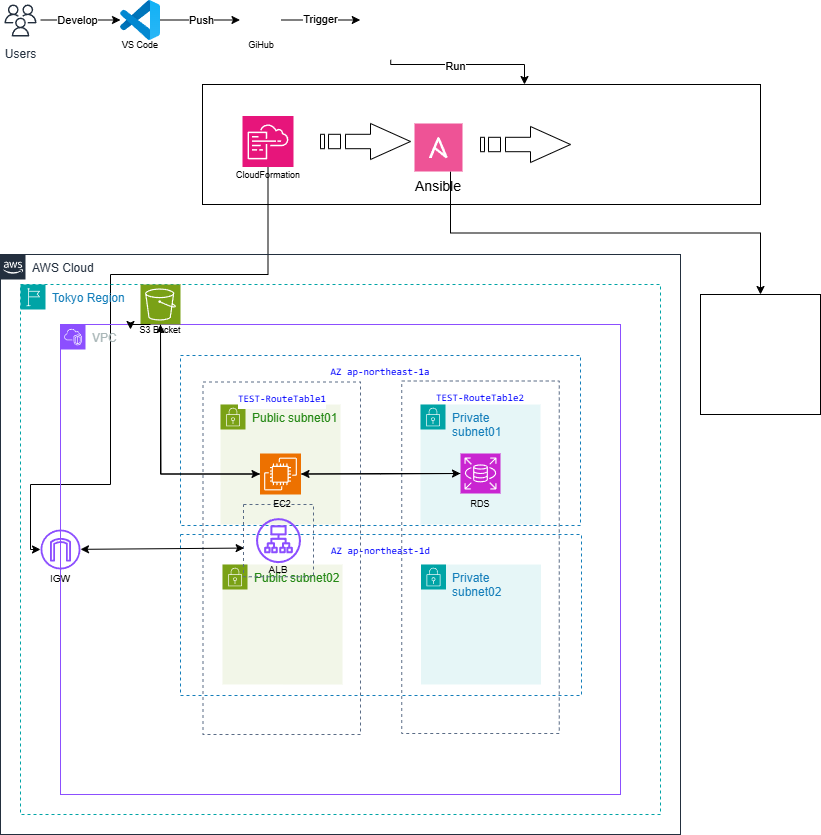 Develop
Push
Trigger
Users
VS Code
GiHub
Run
CloudFormation
Ansible
aws
AWS Cloud
Tokyo Region
S3 Bucket
VPC
AZ ap-northeast-1a
TEST-RouteTable1
TEST-RouteTable2
Public subnet01
Private
subnet01
EC2
RDS
AZ ap-northeast-1d
ALB
IGW
Public subnet02
Private
subnet02